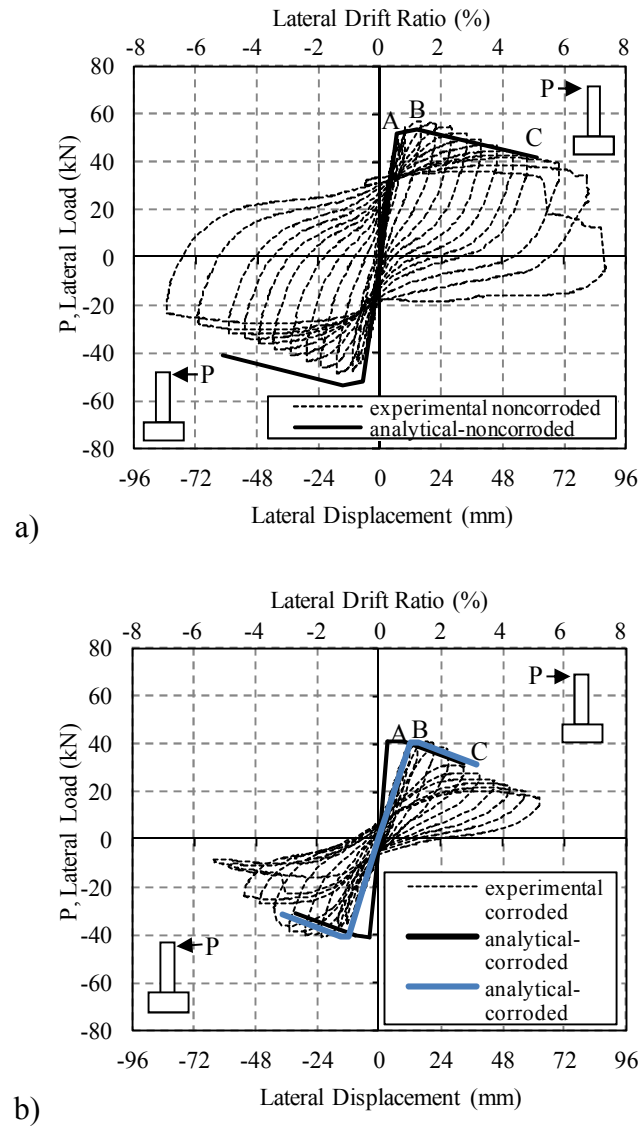 Lateral Drift Ratio (%)
-8 -6 -4 -2 0 2 4 6 8
80
60
40
20
0
-20
-40
-60
-80
P, Lateral Load (kN)
A B C
P
P
experimental noncorroded
analytical-noncorroded
-96 -72 -48 -24 0 24 48 72 96
Lateral Displacement (mm)
a)
Lateral Drift Ratio (%)
-8 -6 -4 -2 0 2 4 6 8
80
60
40
20
0
-20
-40
-60
-80
P, Lateral Load (kN)
A B C
P
P
experimental
corroded
analytical-
corroded
analytical-
corroded
-96 -72 -48 -24 0 24 48 72 96
Lateral Displacement (mm)
b)